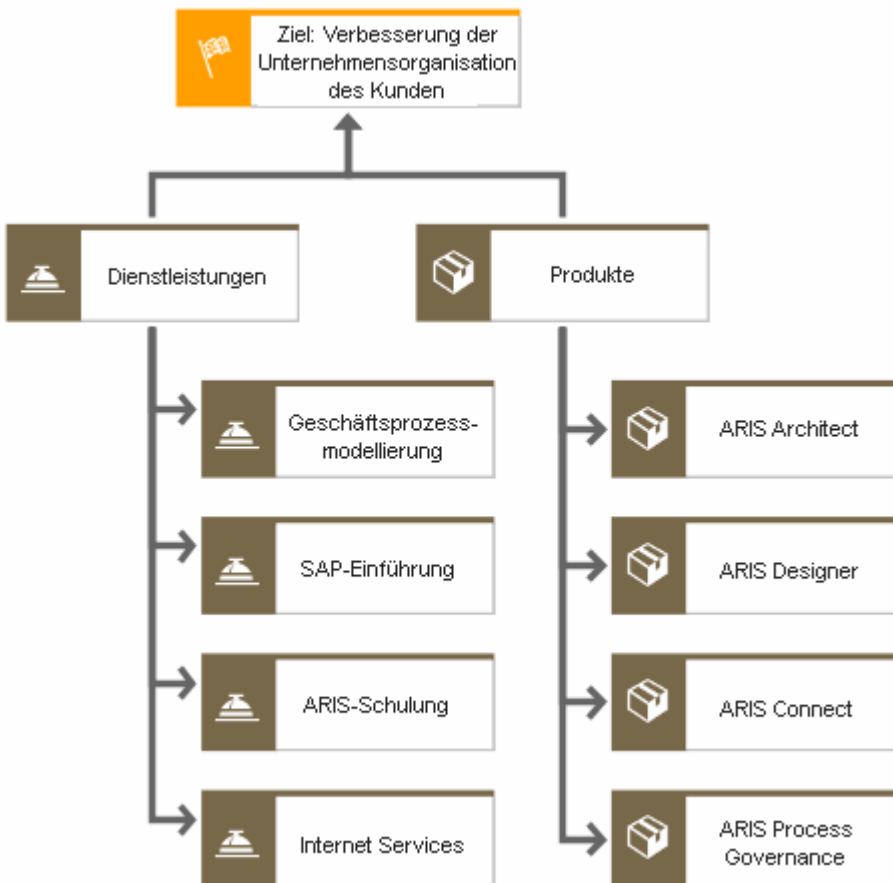 Ziel: Verbesserung der
Unternehmensorganisation
des Kunden
Dienstleistungen
Produkte
Geschäftsprozess-
modellierung
SAP-Einführung
ARIS-Schulung
Internet Services
ARIS Architect
ARIS Designer
ARIS Connect
ARIS Process
Governance